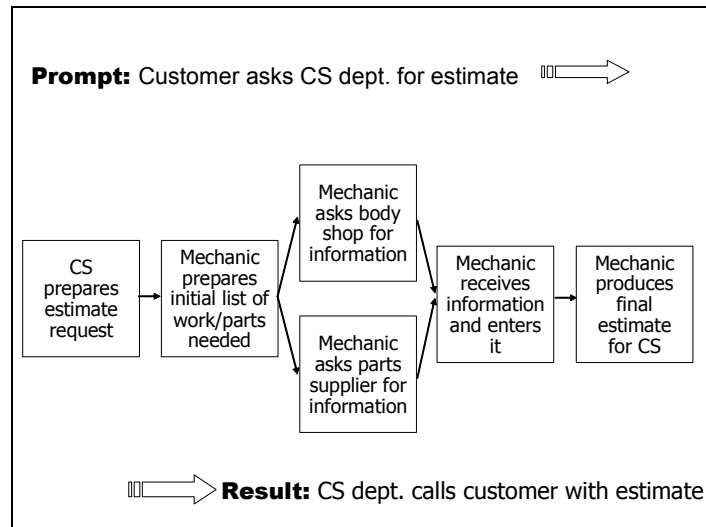 Prompt: Customer asks CS dept. for estimate
CS
prepares
estimate
request
Mechanic
prepares
initial list of
work/parts
needed
Mechanic
asks body
shop for
information
Mechanic
asks parts
supplier for
information
Mechanic
receives
information
and enters
it
Mechanic
produces
final
estimate
for CS
Result: CS dept. calls customer with estimate